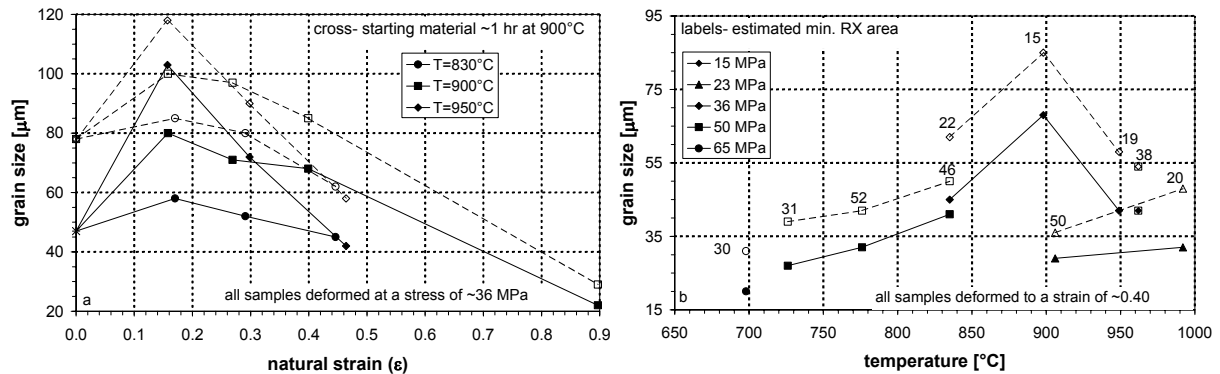 120
100
80
60
40
20
grain size [µm]
cross- starting material ~1 hr at 900°C
T=830°C
T=900°C
T=950°C
a
all samples deformed at a stress of ~36 MPa
0.0 0.1 0.2 0.3 0.4 0.5 0.6 0.7 0.8 0.9
natural strain (ε)
95
75
55
35
15
grain size [µm]
labels- estimated min. RX area
15 MPa
23 MPa
36 MPa
50 MPa
65 MPa
15
22
19
38
46
20
52
31
50
30
b
all samples deformed to a strain of ~0.40
650 700 750 800 850 900 950 1000
temperature [°C]